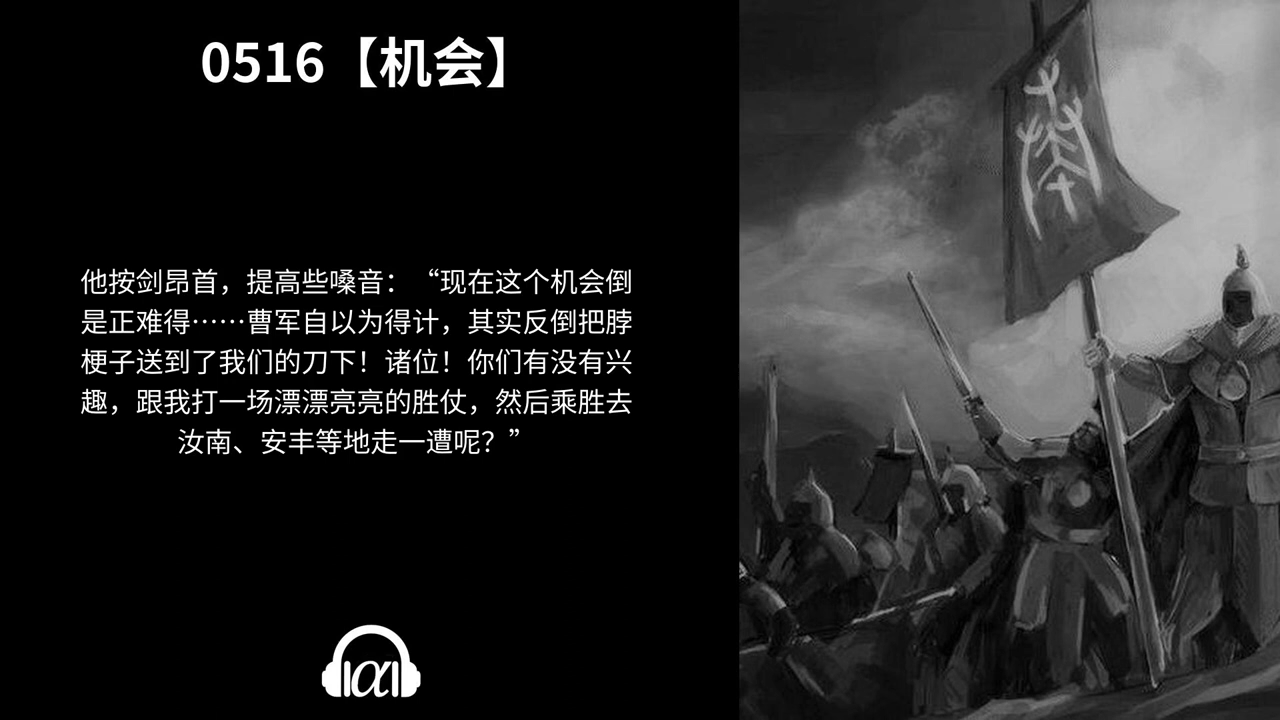 0516【机会】
他按剑昂首，提高些嗓音：“现在这个机会倒
是正难得……曹军自以为得计，其实反倒把脖
梗子送到了我们的刀下！诸位！你们有没有兴
趣，跟我打一场漂漂亮亮的胜仗，然后乘胜去
汝南、安丰等地走一遭呢？”